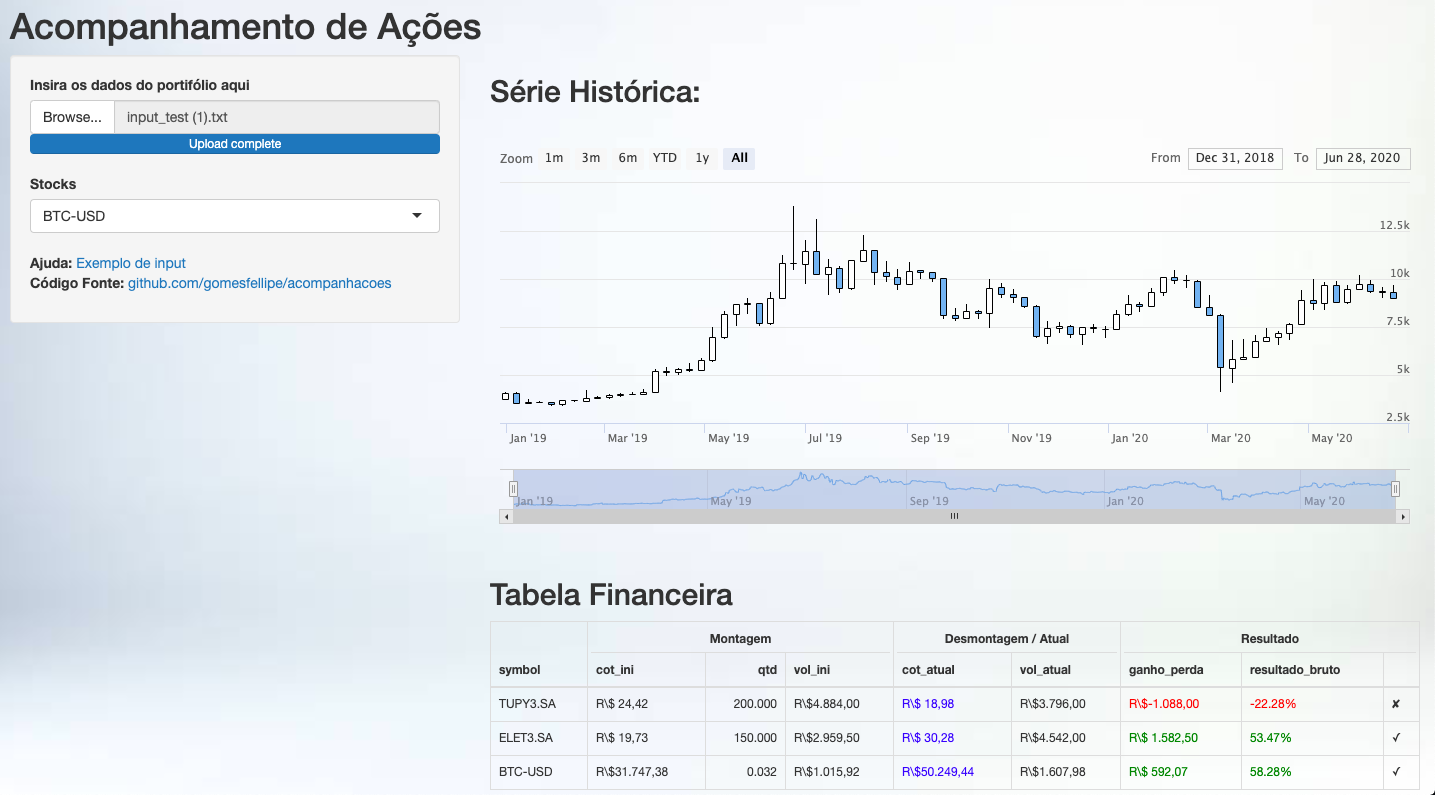 Acompanhamento de Ações
Insira os dados do portifólio aqui
Browse... input_test (1).txt
Upload complete
Stocks
BTC-USD
Ajuda: Exemplo de input
Código Fonte: github.com/gomesfellipe/acompanhacoes
Série Histórica:
Zoom 1m 3m 6m YTD 1y All From Dec 31, 2018 To Jun 28, 2020
12.5k
10k
7.5k
5k
2.5k
Jan '19 Mar '19 May '19 Jul '19 Sep '19 Nov '19 Jan '20 Mar '20 May '20
Jan '19 May '19 Sep '19 Jan '20 May '20
Tabela Financeira
Montagem Desmontagem / Atual Resultado
symbol cot_ini qtd vol_ini cot_atual vol_atual ganho_perda resultado_bruto
TUPY3.SA R\$ 24,42 200.000 R\$4.884,00 R\$ 18,98 R\$3.796,00 R\$-1.088,00 -22.28% ✘
ELET3.SA R\$ 19,73 150.000 R\$2.959,50 R\$ 30,28 R\$4.542,00 R\$ 1.582,50 53.47% ✓
BTC-USD R\$31.747,38 0.032 R\$1.015,92 R\$50.249,44 R\$1.607,98 R\$ 592,07 58.28% ✓